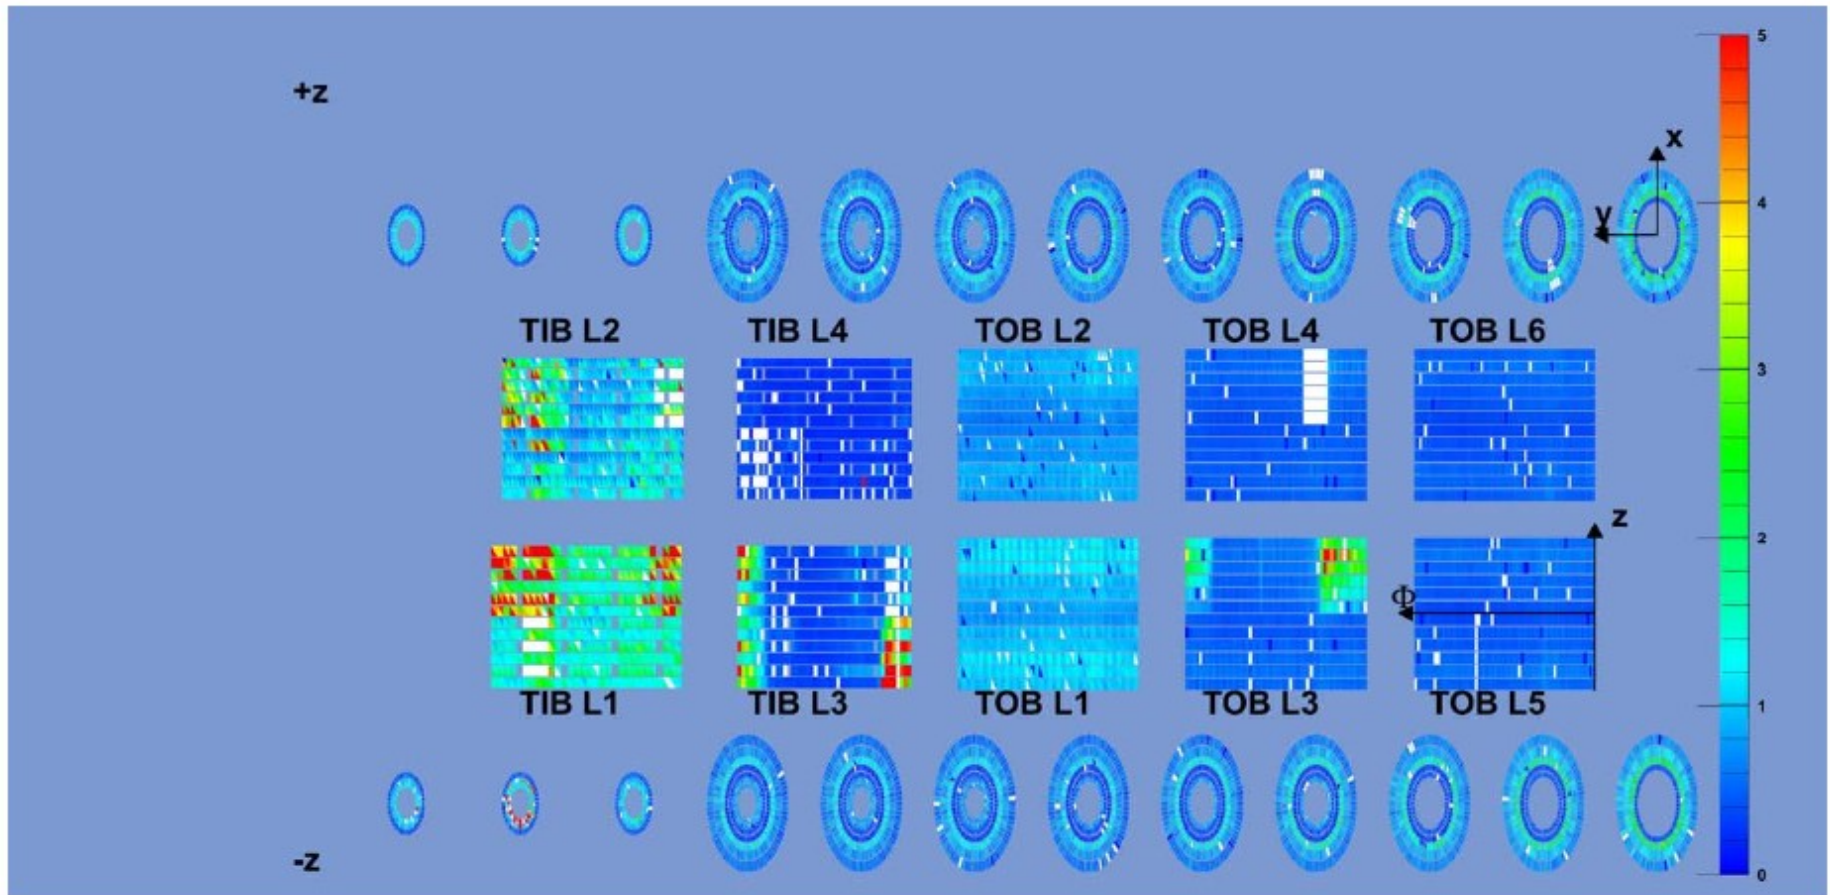 +z
5
x
4
y
TIB L2 TIB L4 TOB L2 TOB L4 TOB L6
3
z
2
Φ
TIB L1 TIB L3 TOB L1 TOB L3 TOB L5
1
-z
0